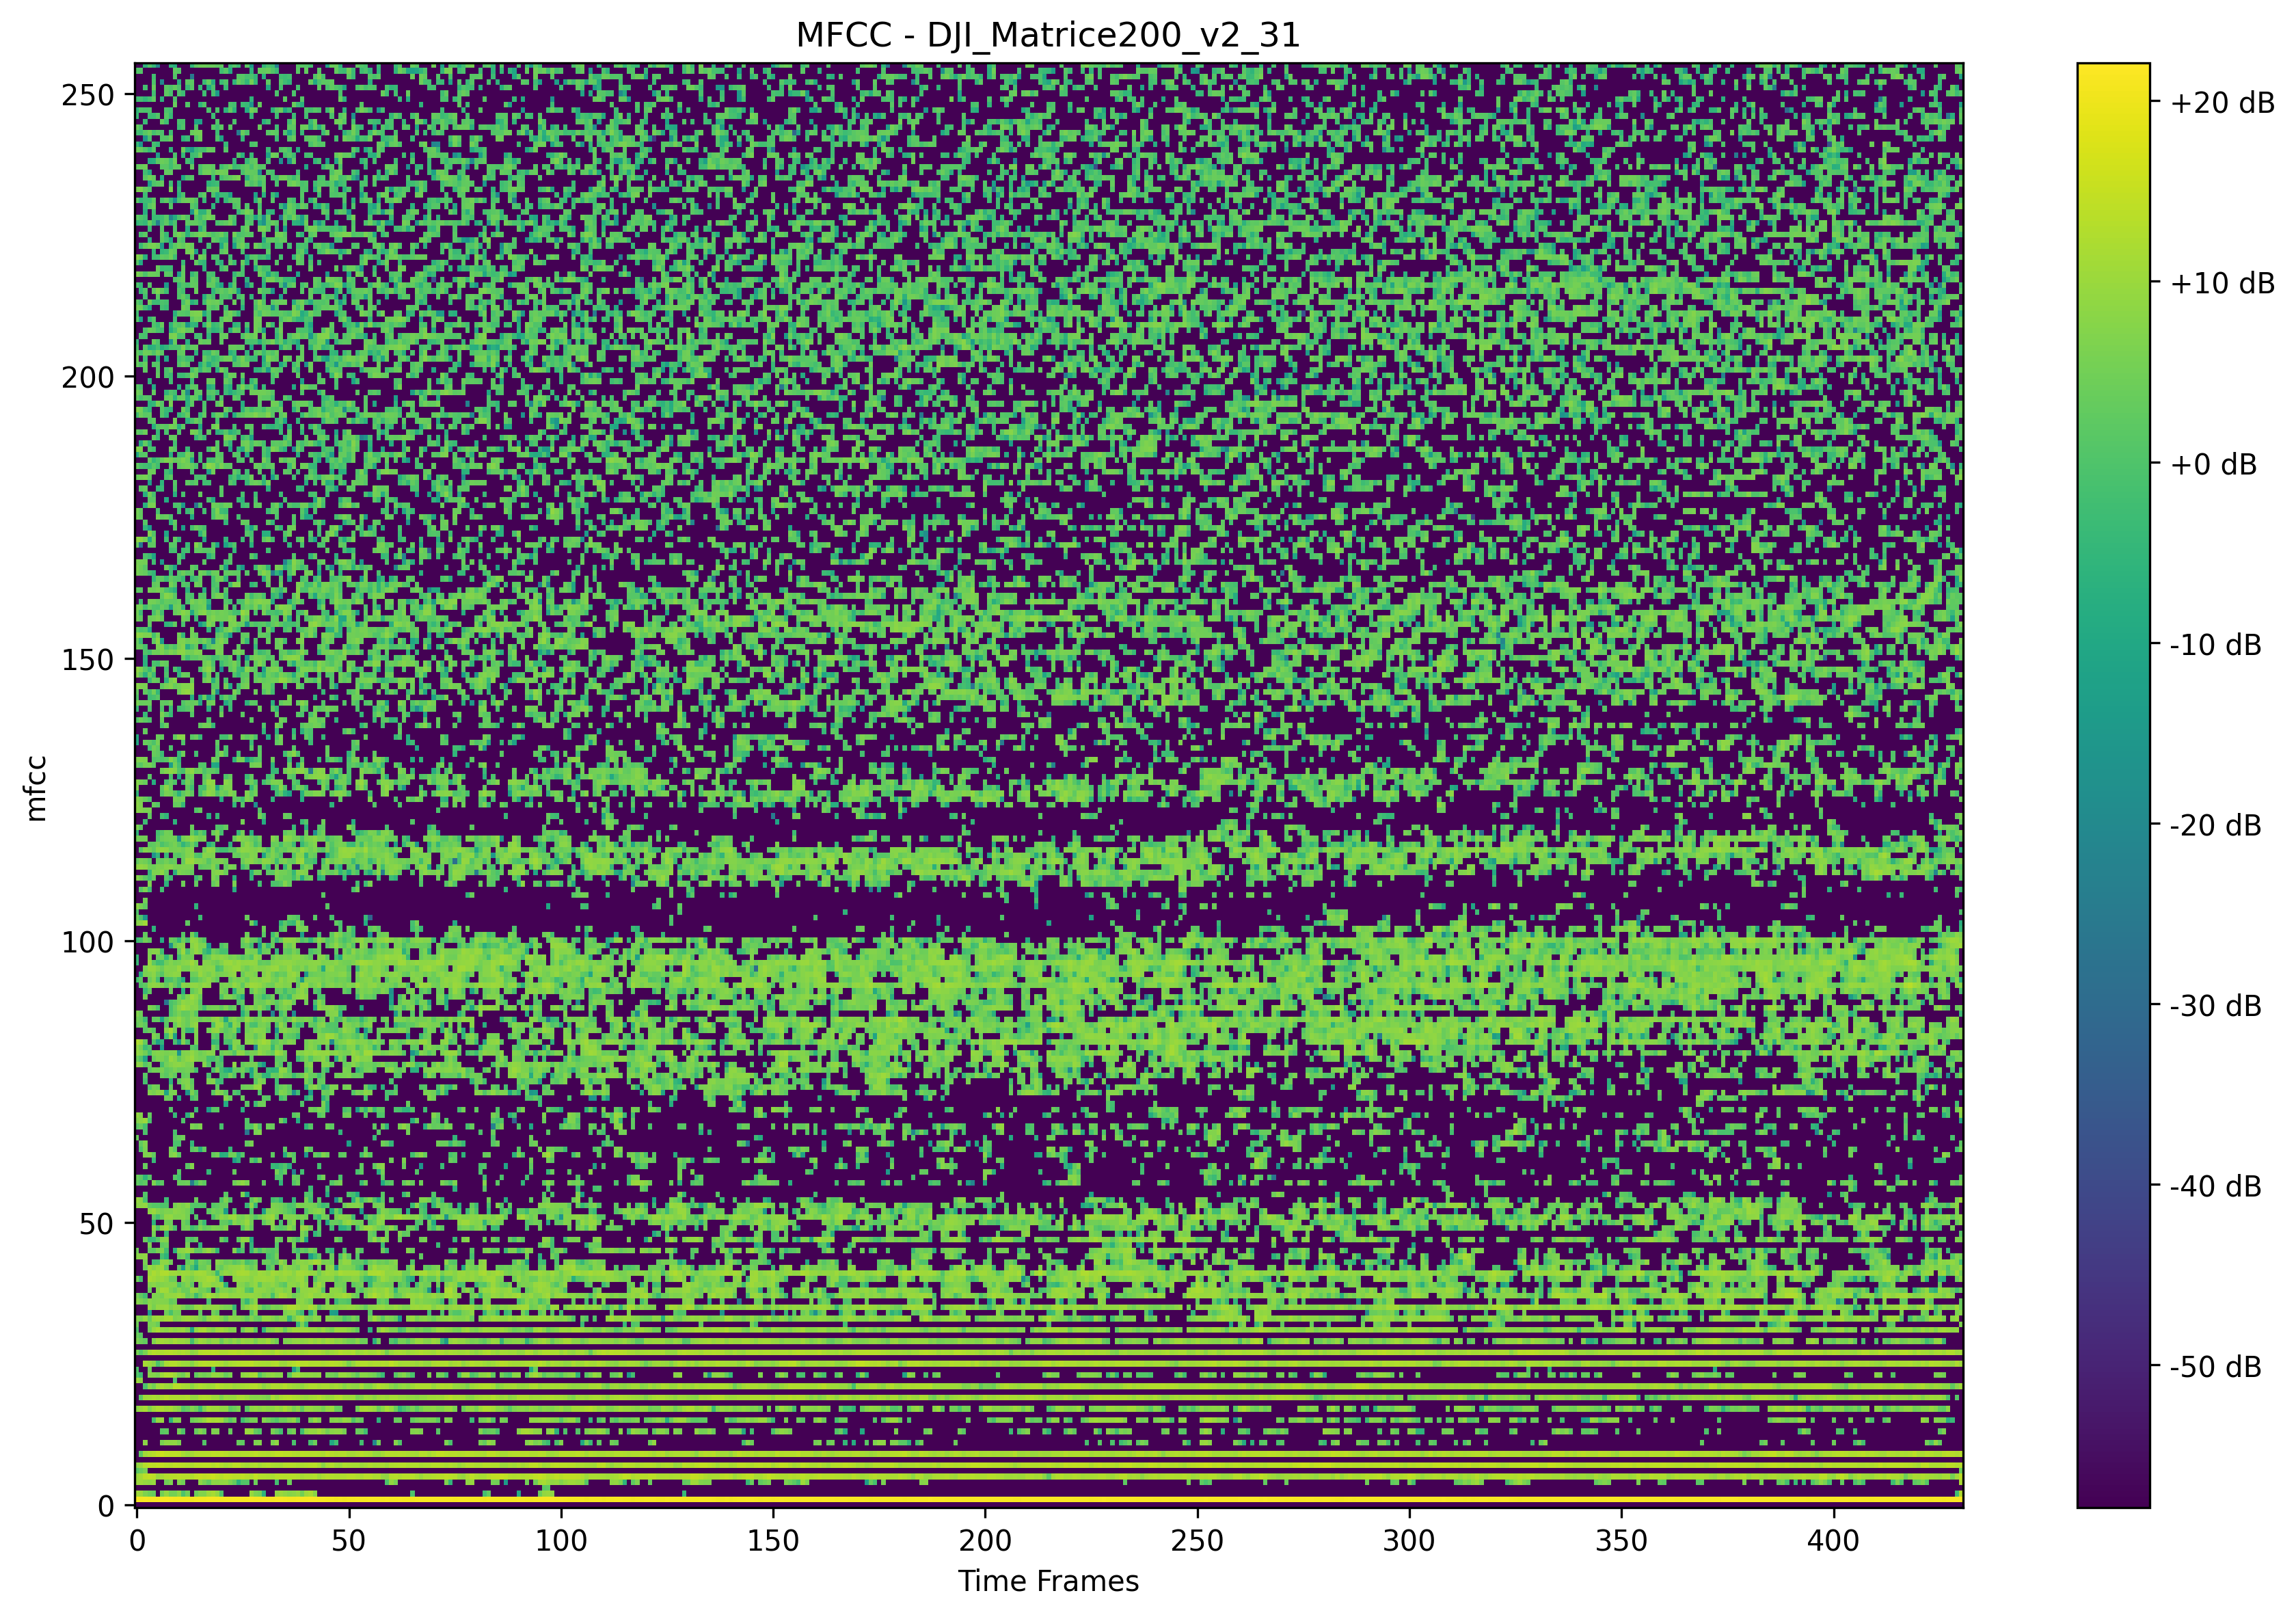 MFCC - DJI_Matrice200_v2_31
250
200
150
100
50
0
mfcc
0 50 100 150 200 250 300 350 400
Time Frames
+20 dB
+10 dB
+0 dB
-10 dB
-20 dB
-30 dB
-40 dB
-50 dB